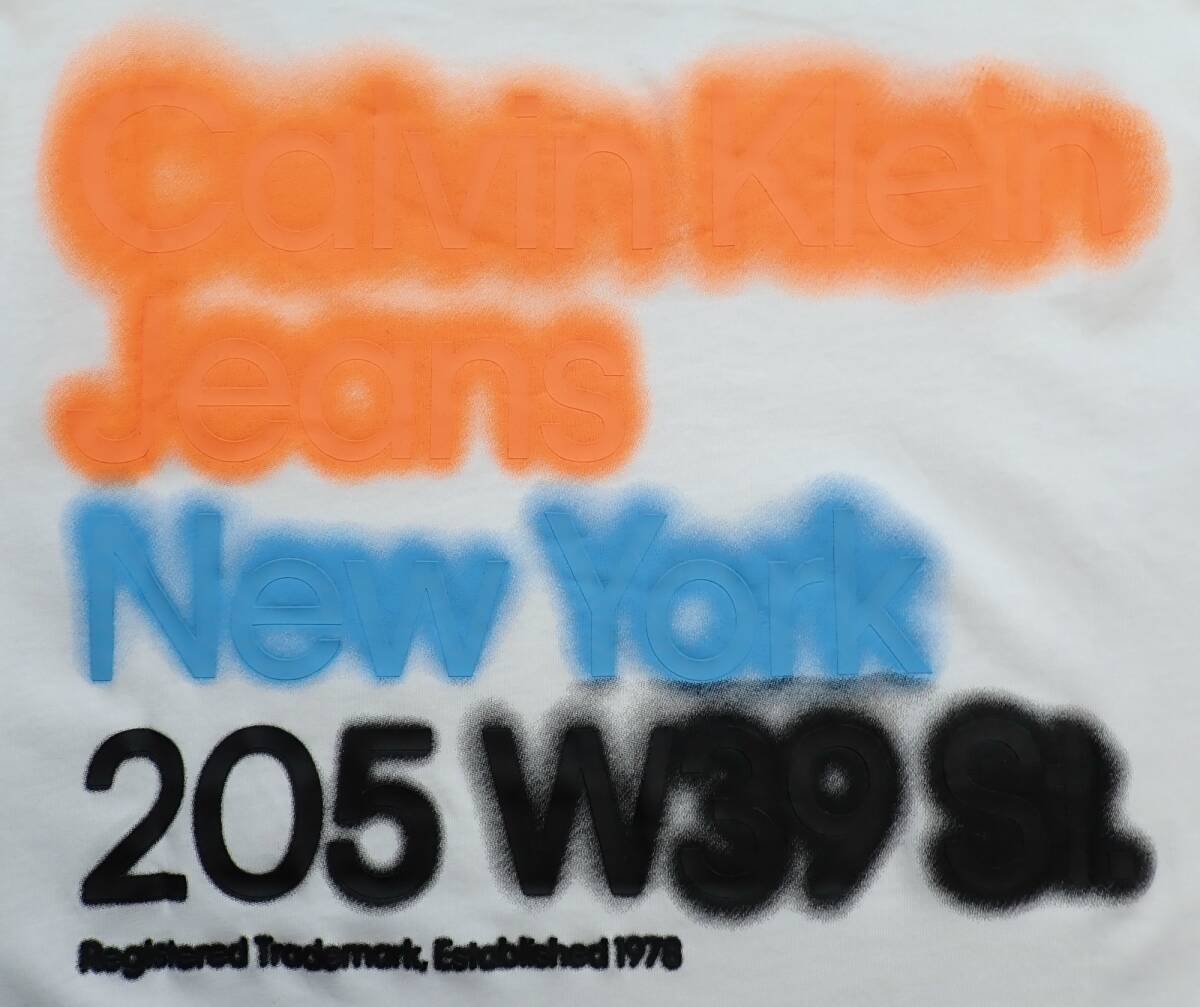 Calvin Klein
Jeans
New York
205 W39 St.
Registered Trademark, Established 1978